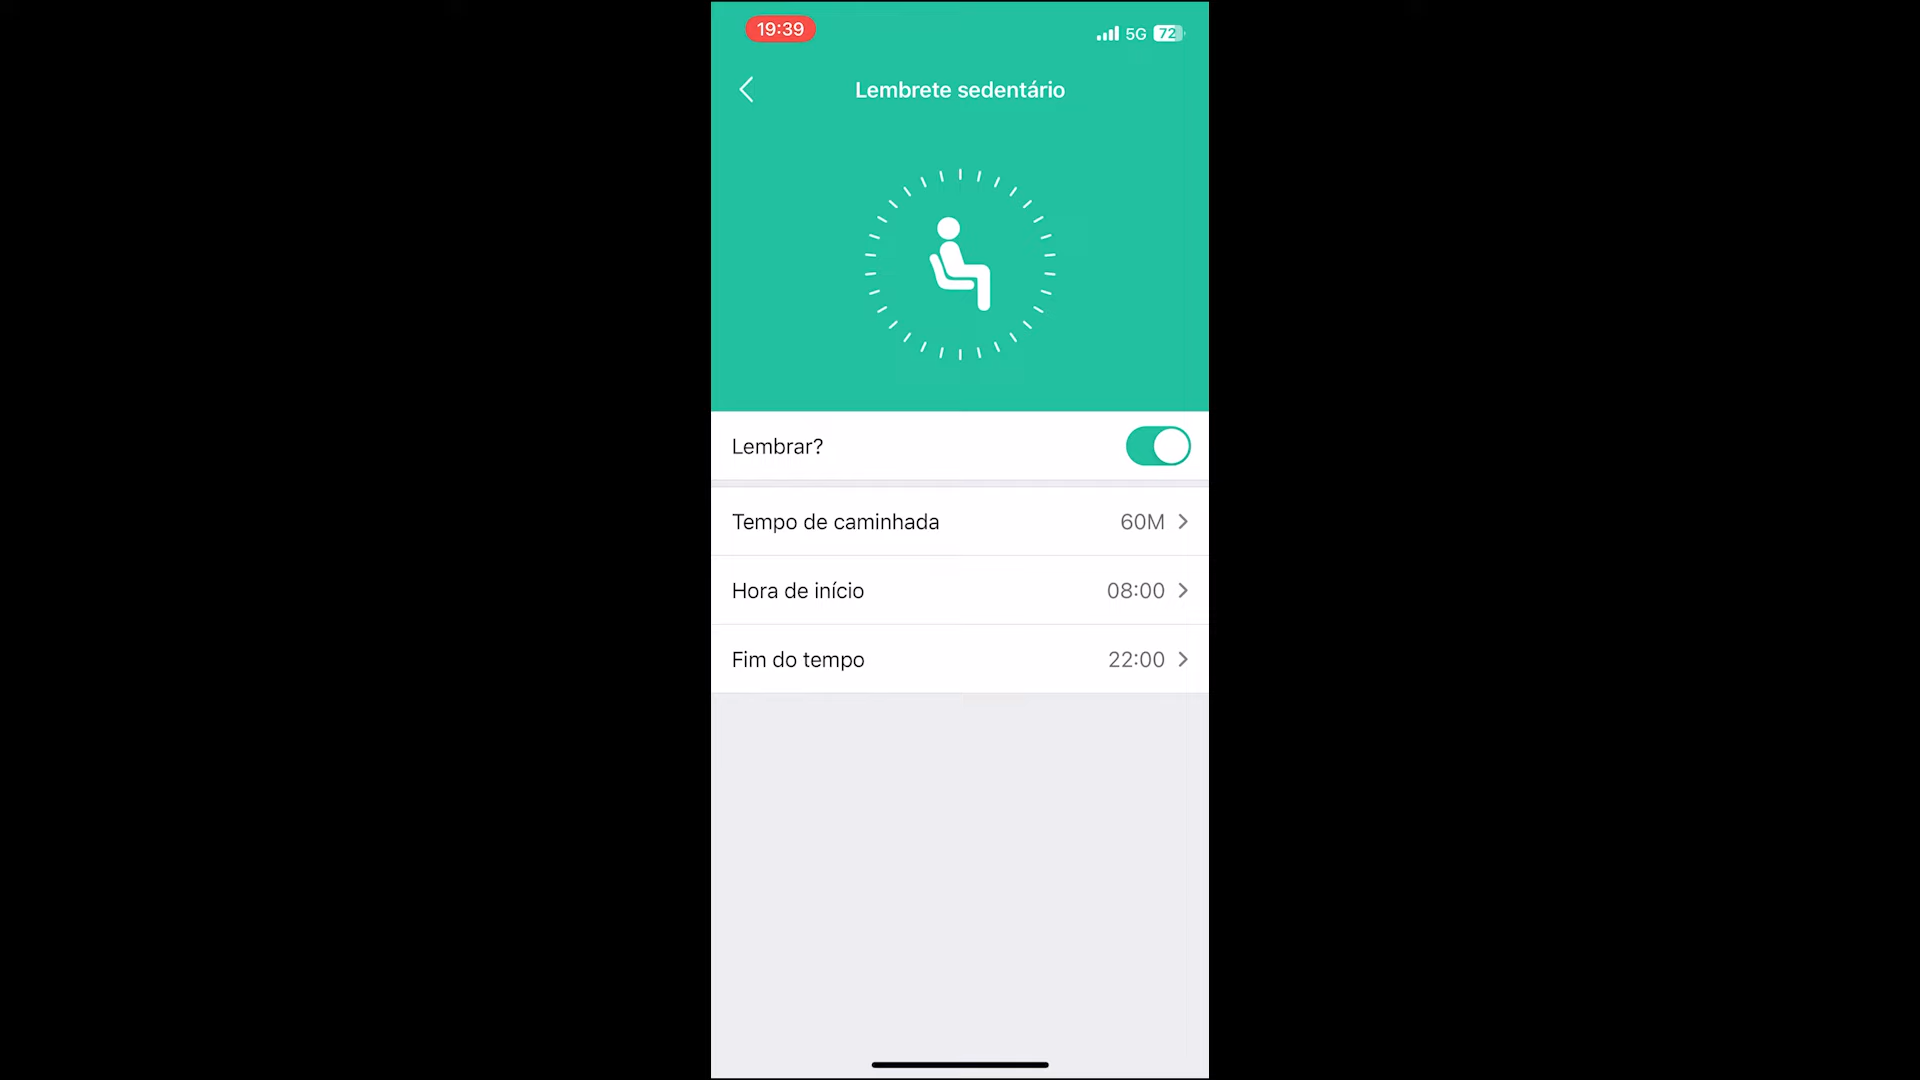 19:39
5G 72
Lembrete sedentário
Lembrar?
Tempo de caminhada 60M
Hora de início 08:00
Fim do tempo 22:00